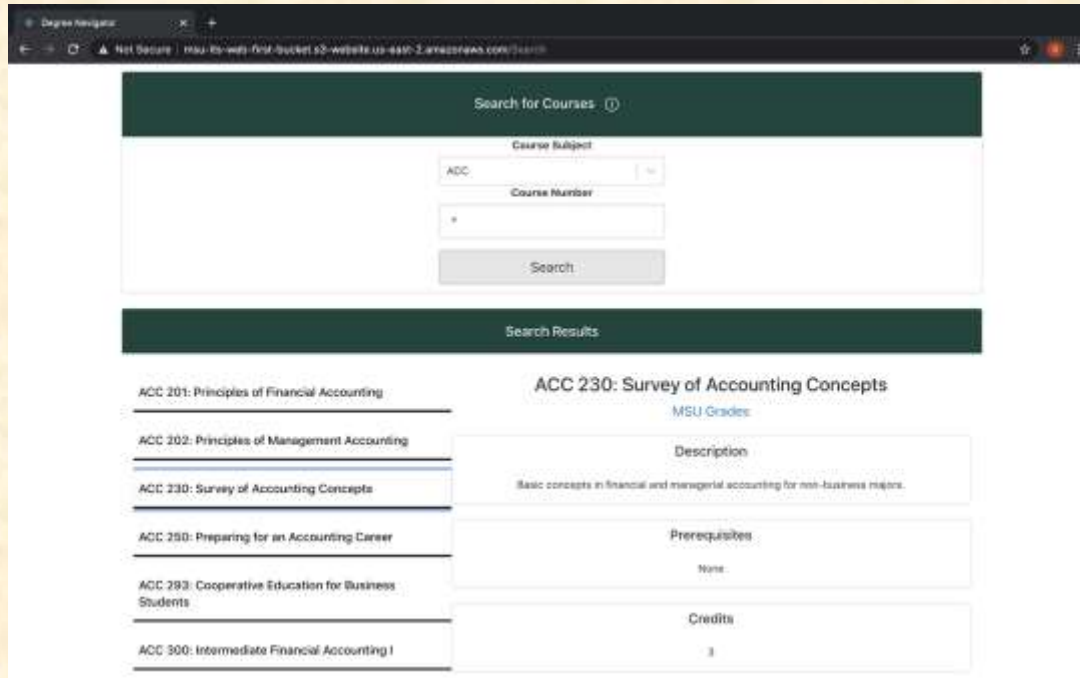 Degree Navigator
Not Secure | msu-its-web-first-bucket.s3-website.us-east-2.amazonaws.com/Search
Search for Courses
Course Subject
ACC
Course Number
*
Search
Search Results
ACC 201: Principles of Financial Accounting
ACC 202: Principles of Management Accounting
ACC 230: Survey of Accounting Concepts
ACC 250: Preparing for an Accounting Career
ACC 293: Cooperative Education for Business
Students
ACC 300: Intermediate Financial Accounting I
ACC 230: Survey of Accounting Concepts
MSU Grades
Description
Basic concepts in financial and managerial accounting for non-business majors.
Prerequisites
None
Credits
3